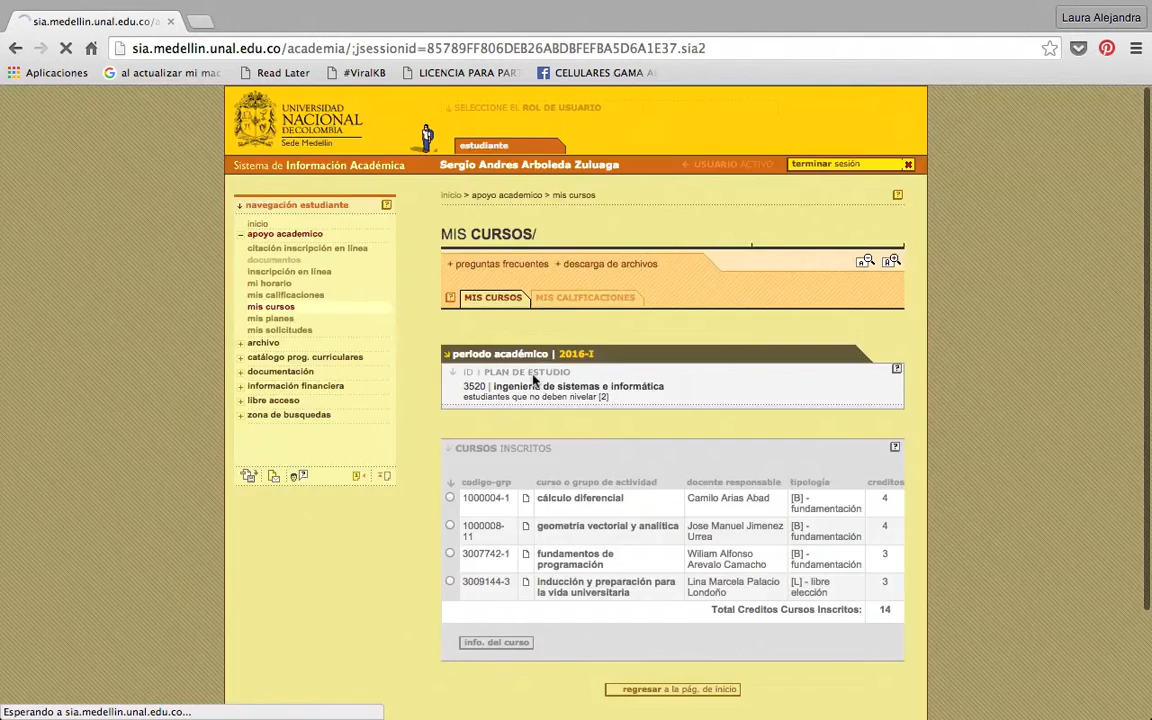 sia.medellin.unal.edu.co/a
Laura Alejandra
sia.medellin.unal.edu.co/academia/;jsessionid=85789FF806DEB26ABDBFEFBA5D6A1E37.sia2
Aplicaciones
al actualizar mi mac
Read Later
#ViralKB
LICENCIA PARA PART
CELULARES GAMA A
UNIVERSIDAD
NACIONAL
DE COLOMBIA
Sede Medellín
SELECCIONE EL ROL DE USUARIO
estudiante
Sistema de Información Académica
Sergio Andres Arboleda Zuluaga
USUARIO ACTIVO
terminar sesión
navegación estudiante
inicio > apoyo academico > mis cursos
inicio
apoyo academico
citación inscripción en línea
documentos
inscripción en línea
mi horario
mis calificaciones
mis cursos
mis planes
mis solicitudes
+ archivo
+ catálogo prog. curriculares
+ documentación
+ información financiera
+ libre acceso
+ zona de busquedas
MIS CURSOS/
+ preguntas frecuentes + descarga de archivos
MIS CURSOS
MIS CALIFICACIONES
periodo académico | 2016-I
ID | PLAN DE ESTUDIO
3520 | ingeniería de sistemas e informática
estudiantes que no deben nivelar [2]
CURSOS INSCRITOS
codigo-grp curso o grupo de actividad docente responsable tipología creditos
1000004-1 cálculo diferencial Camilo Arias Abad [B] - fundamentación 4
1000008-11 geometría vectorial y analítica Jose Manuel Jimenez Urrea [B] - fundamentación 4
3007742-1 fundamentos de programación Wiliam Alfonso Arevalo Camacho [B] - fundamentación 3
3009144-3 inducción y preparación para la vida universitaria Lina Marcela Palacio Londoño [L] - libre elección 3
Total Creditos Cursos Inscritos: 14
info. del curso
regresar a la pág. de inicio
Esperando a sia.medellin.unal.edu.co...